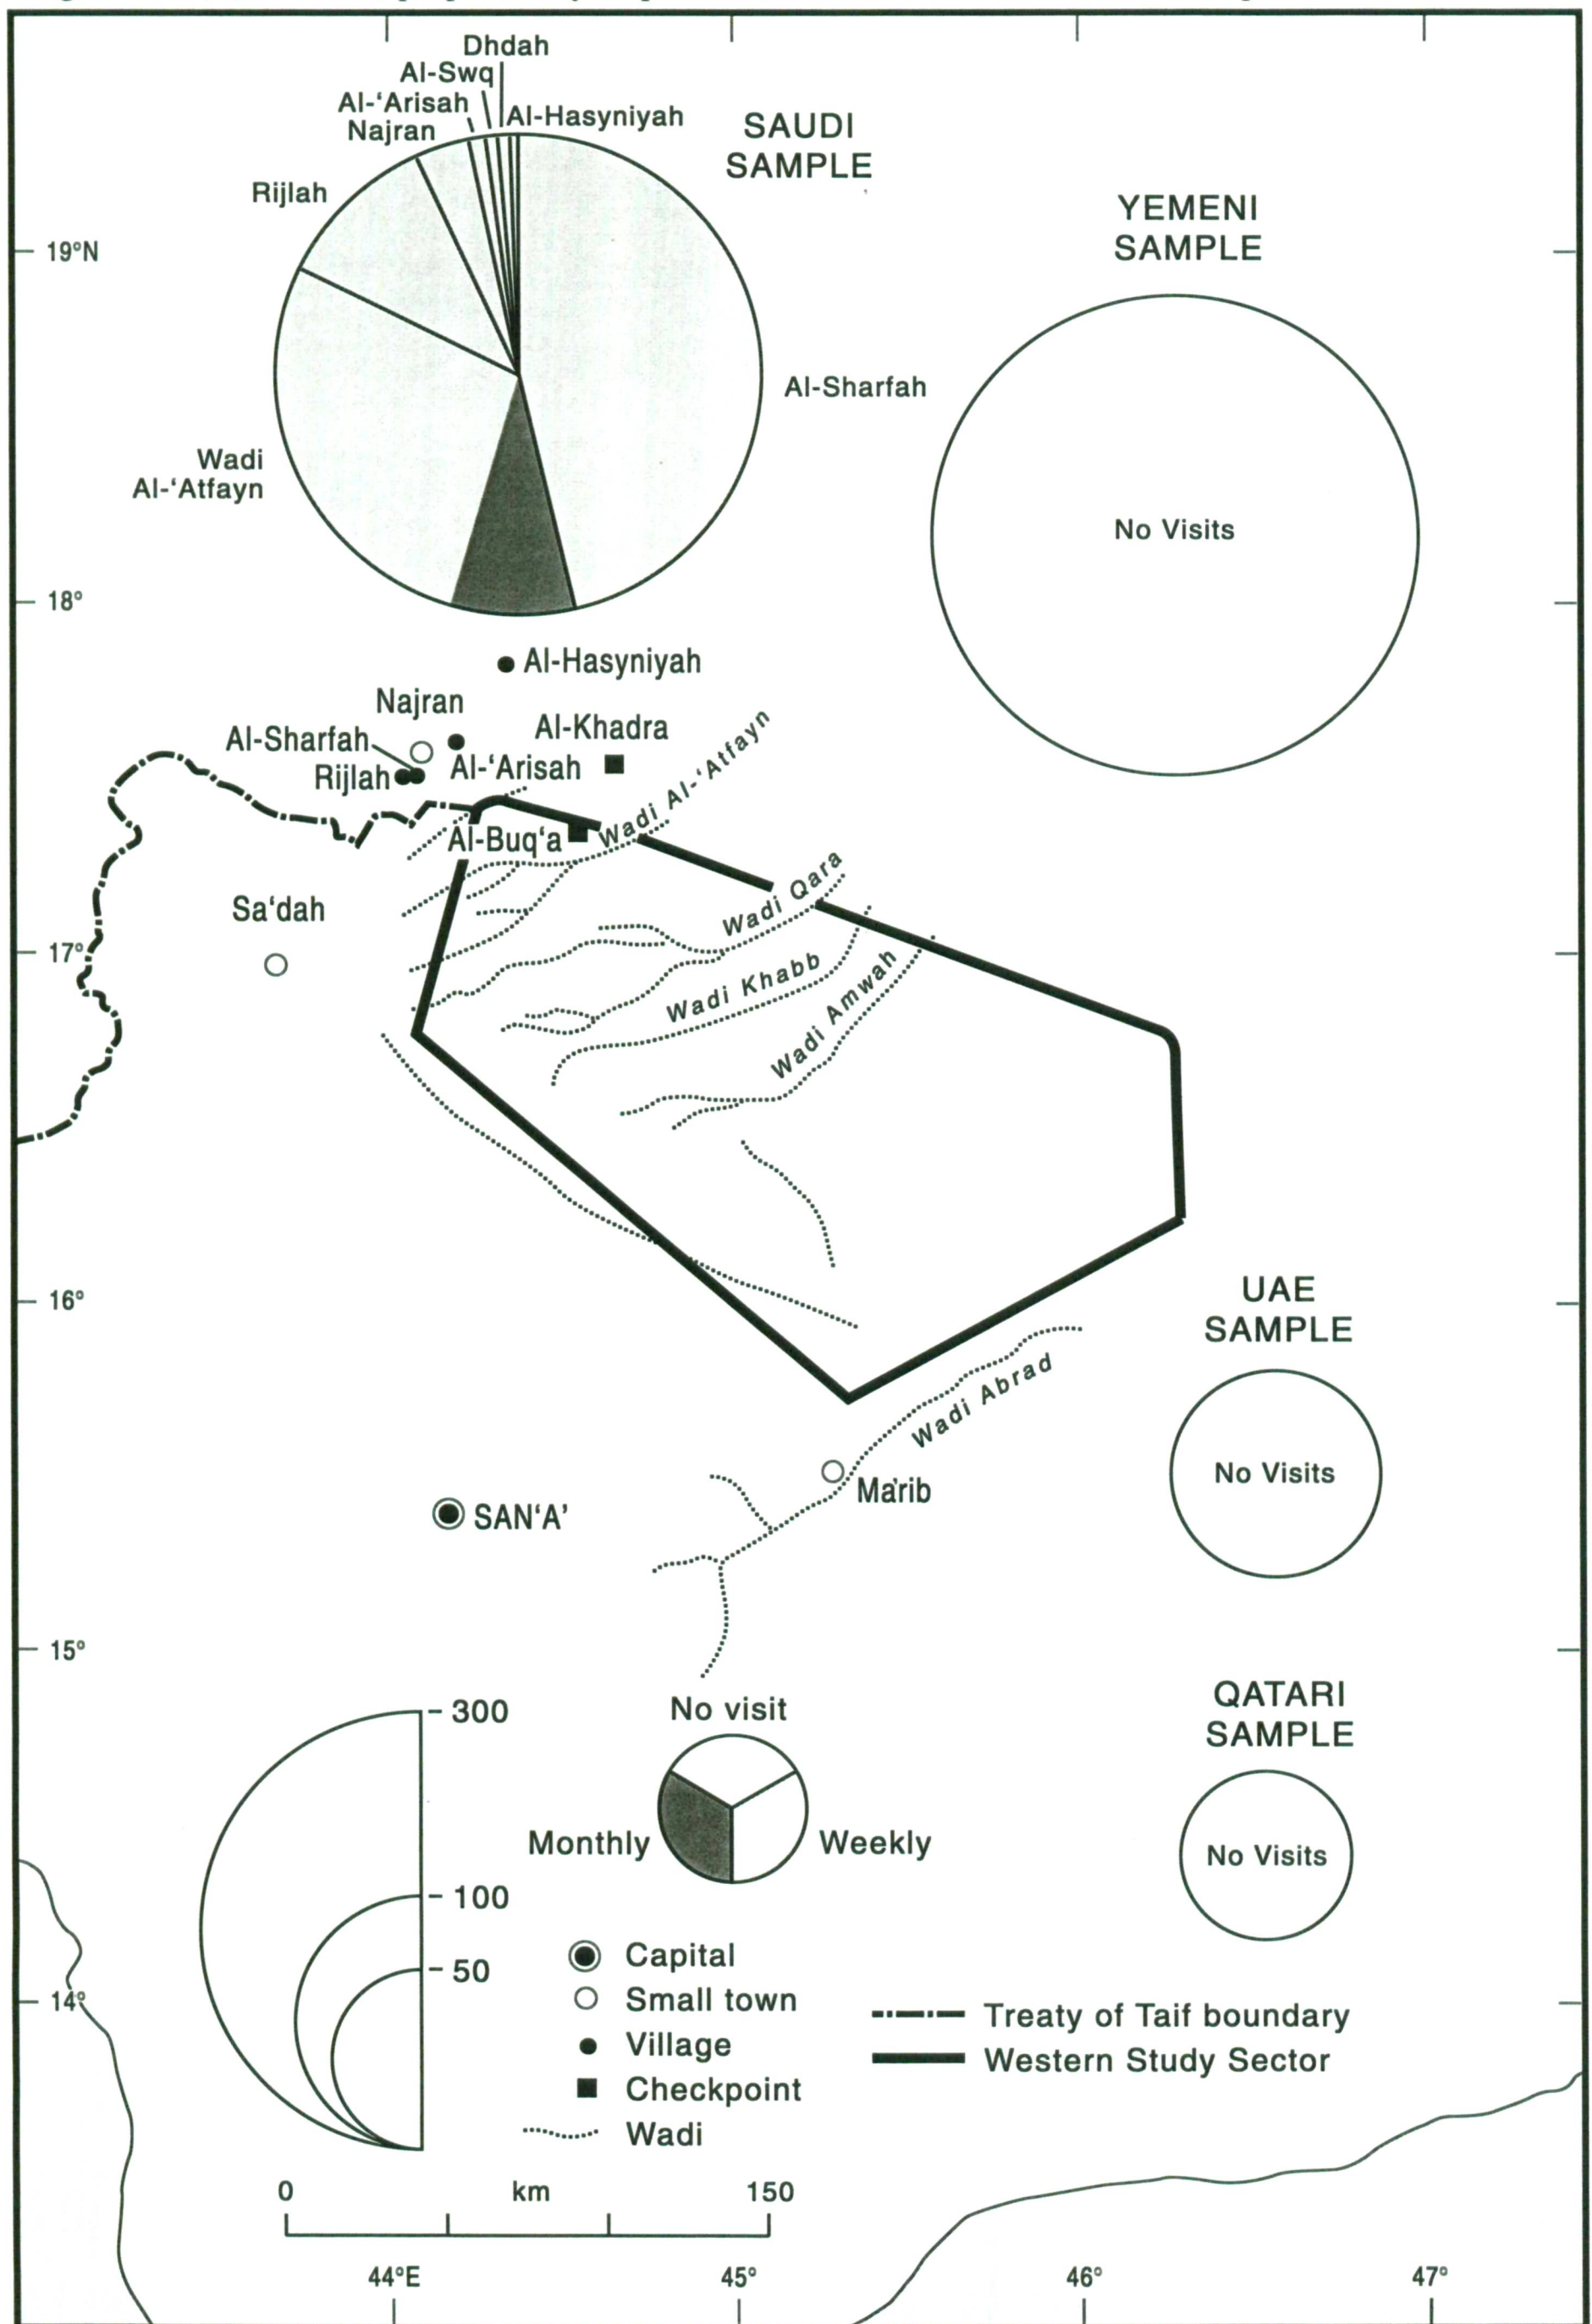 Dhdah
Al-Swq
Al-‘Arisah
Al-Hasyniyah
Najran
SAUDI
SAMPLE
Rijlah
YEMENI
SAMPLE
19°N
Al-Sharfah
Wadi
Al-‘Atfayn
No Visits
18°
Al-Hasyniyah
Najran
Al-Khadra
Al-Sharfah
Al-‘Arisah
Rijlah
Wadi Al-‘Atfayn
Al-Buq‘a
Wadi Qara
Sa‘dah
17°
Wadi Khabb
Wadi Amwah
16°
UAE
SAMPLE
Wadi Abrad
No Visits
Ma'rib
SAN‘A’
15°
QATARI
SAMPLE
No visit
300
Monthly
Weekly
No Visits
100
50
Capital
14°
Small town
Treaty of Taif boundary
Village
Western Study Sector
Checkpoint
Wadi
0 km 150
44°E 45° 46° 47°